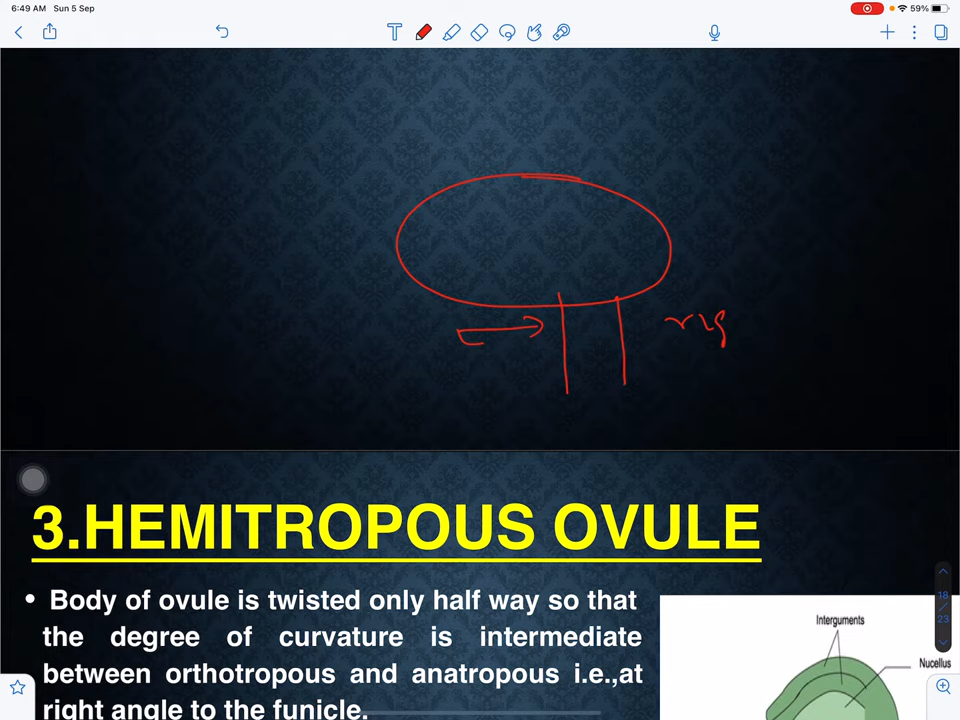 6:49 AM Sun 5 Sep
59%
T
rig
3.HEMITROPOUS OVULE
• Body of ovule is twisted only half way so that
the degree of curvature is intermediate
between orthotropous and anatropous i.e.,at
right angle to the funicle.
Interguments
Nucellus
18
/
23